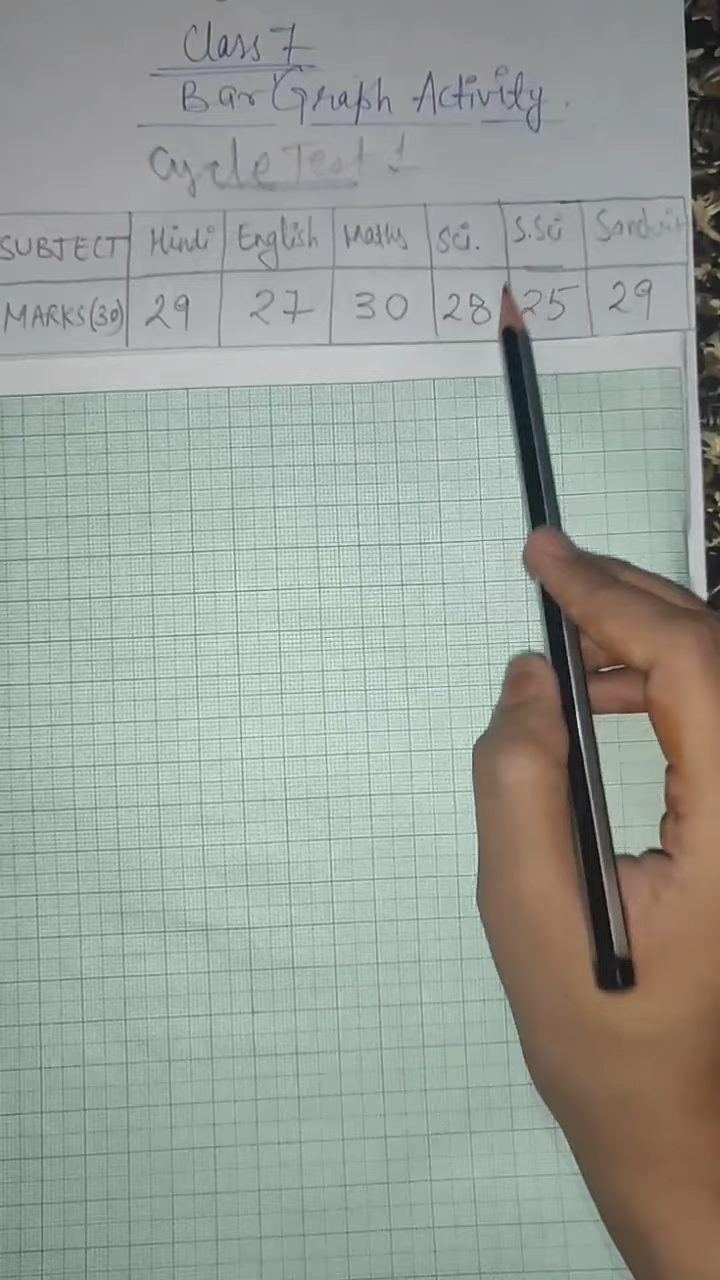 Class 7
Bar Graph Activity.
Cycle Test 1
SUBJECT Hindi English Maths Sci. S.Sci
MARKS(30) 29 27 30 28 25 29